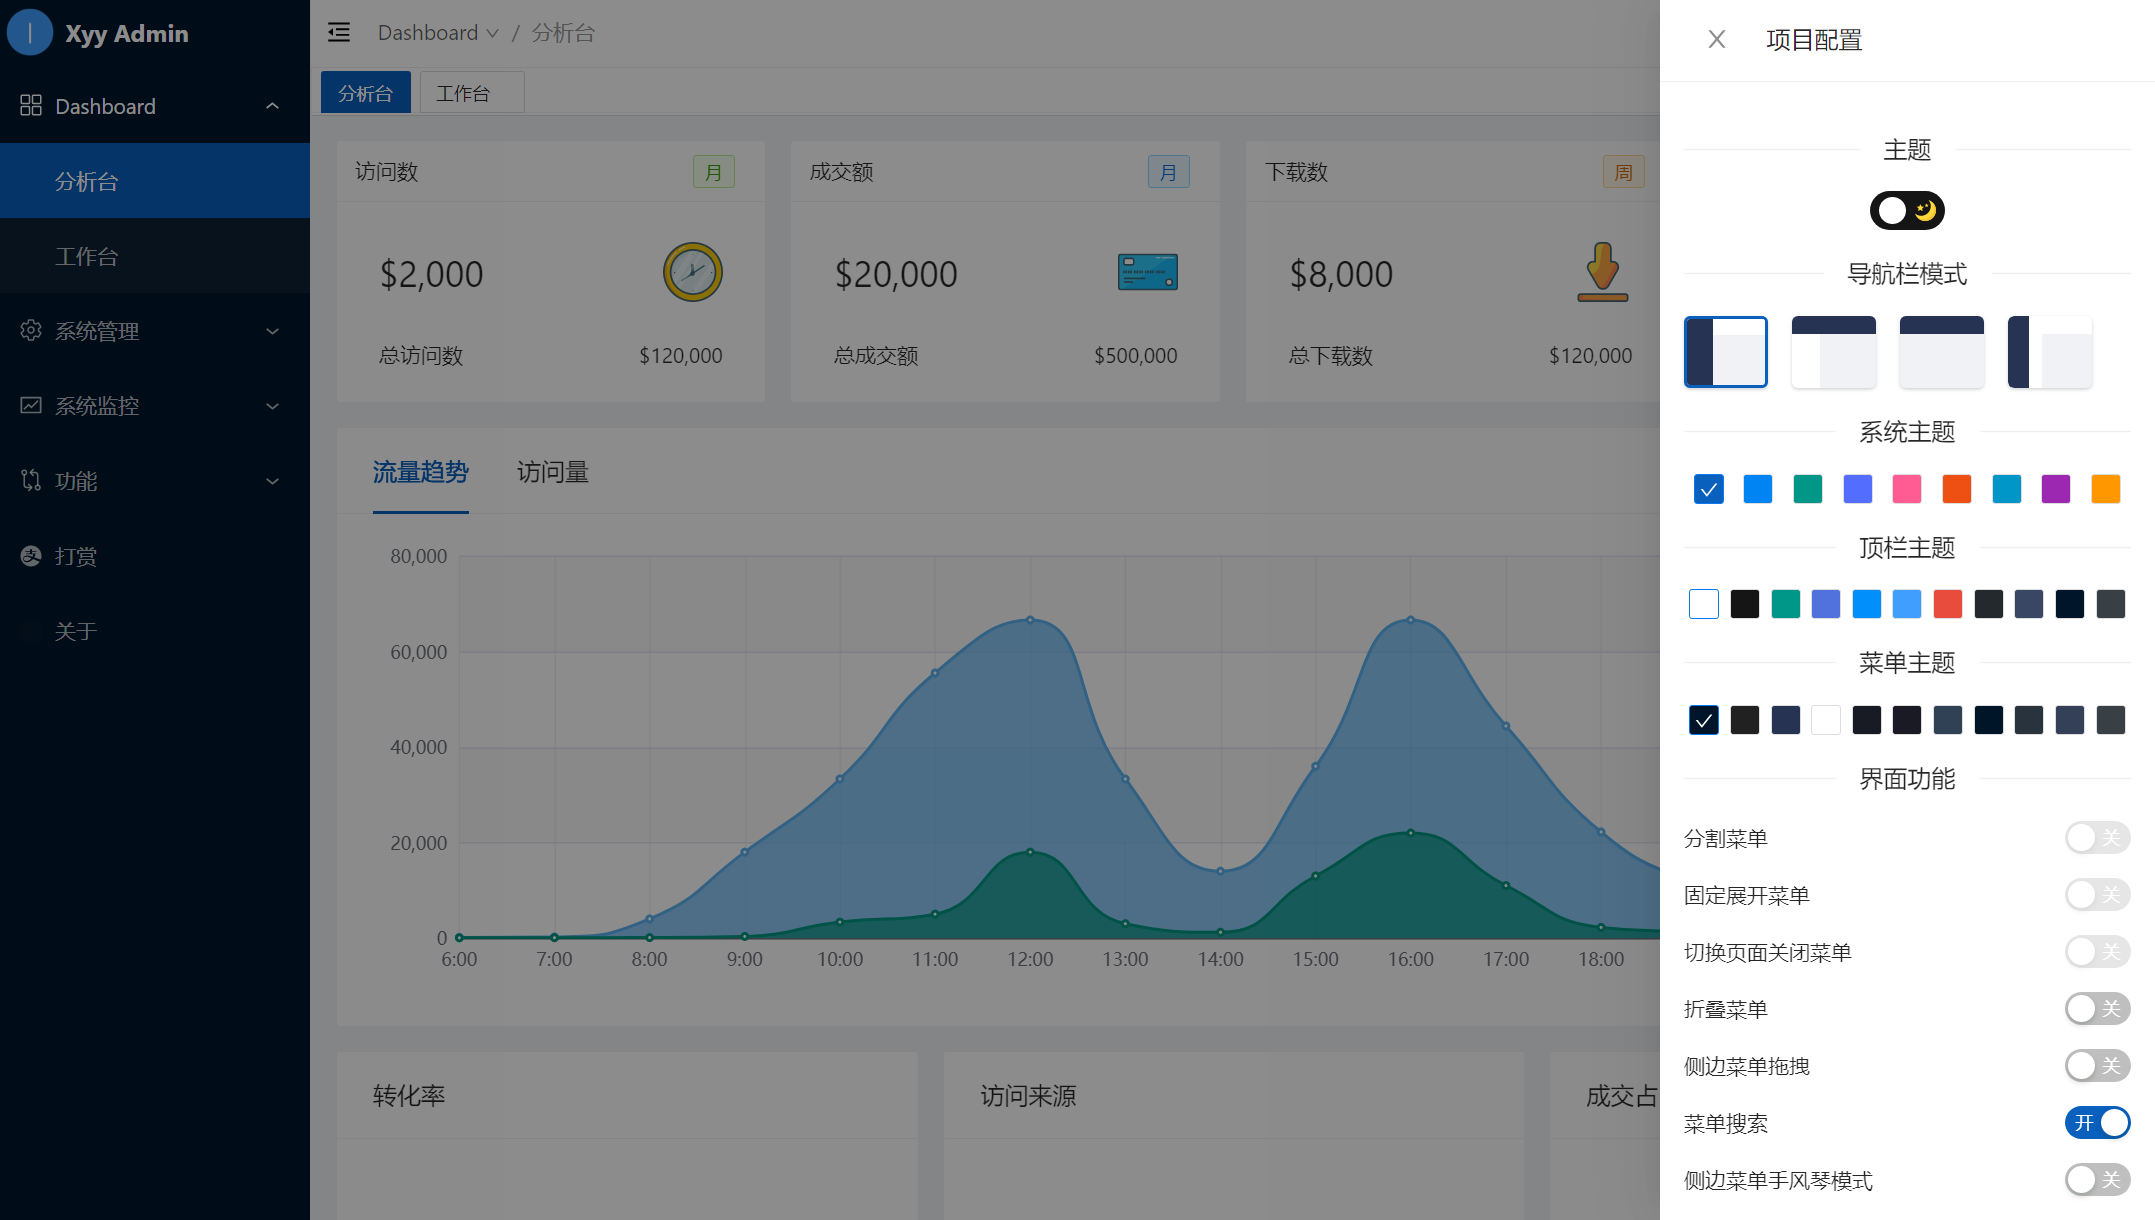 Xyy Admin
Dashboard
分析台
工作台
系统管理
系统监控
功能
打赏
关于
Dashboard / 分析台
分析台 工作台
访问数 月
$2,000
总访问数 $120,000
成交额 月
$20,000
总成交额 $500,000
下载数 周
$8,000
总下载数 $120,000
流量趋势 访问量
80,000
60,000
40,000
20,000
0
6:00 7:00 8:00 9:00 10:00 11:00 12:00 13:00 14:00 15:00 16:00 17:00 18:00
转化率
访问来源
成交占
项目配置
主题
导航栏模式
系统主题
顶栏主题
菜单主题
界面功能
分割菜单 关
固定展开菜单 关
切换页面关闭菜单 关
折叠菜单 关
侧边菜单拖拽 关
菜单搜索 开
侧边菜单手风琴模式 关